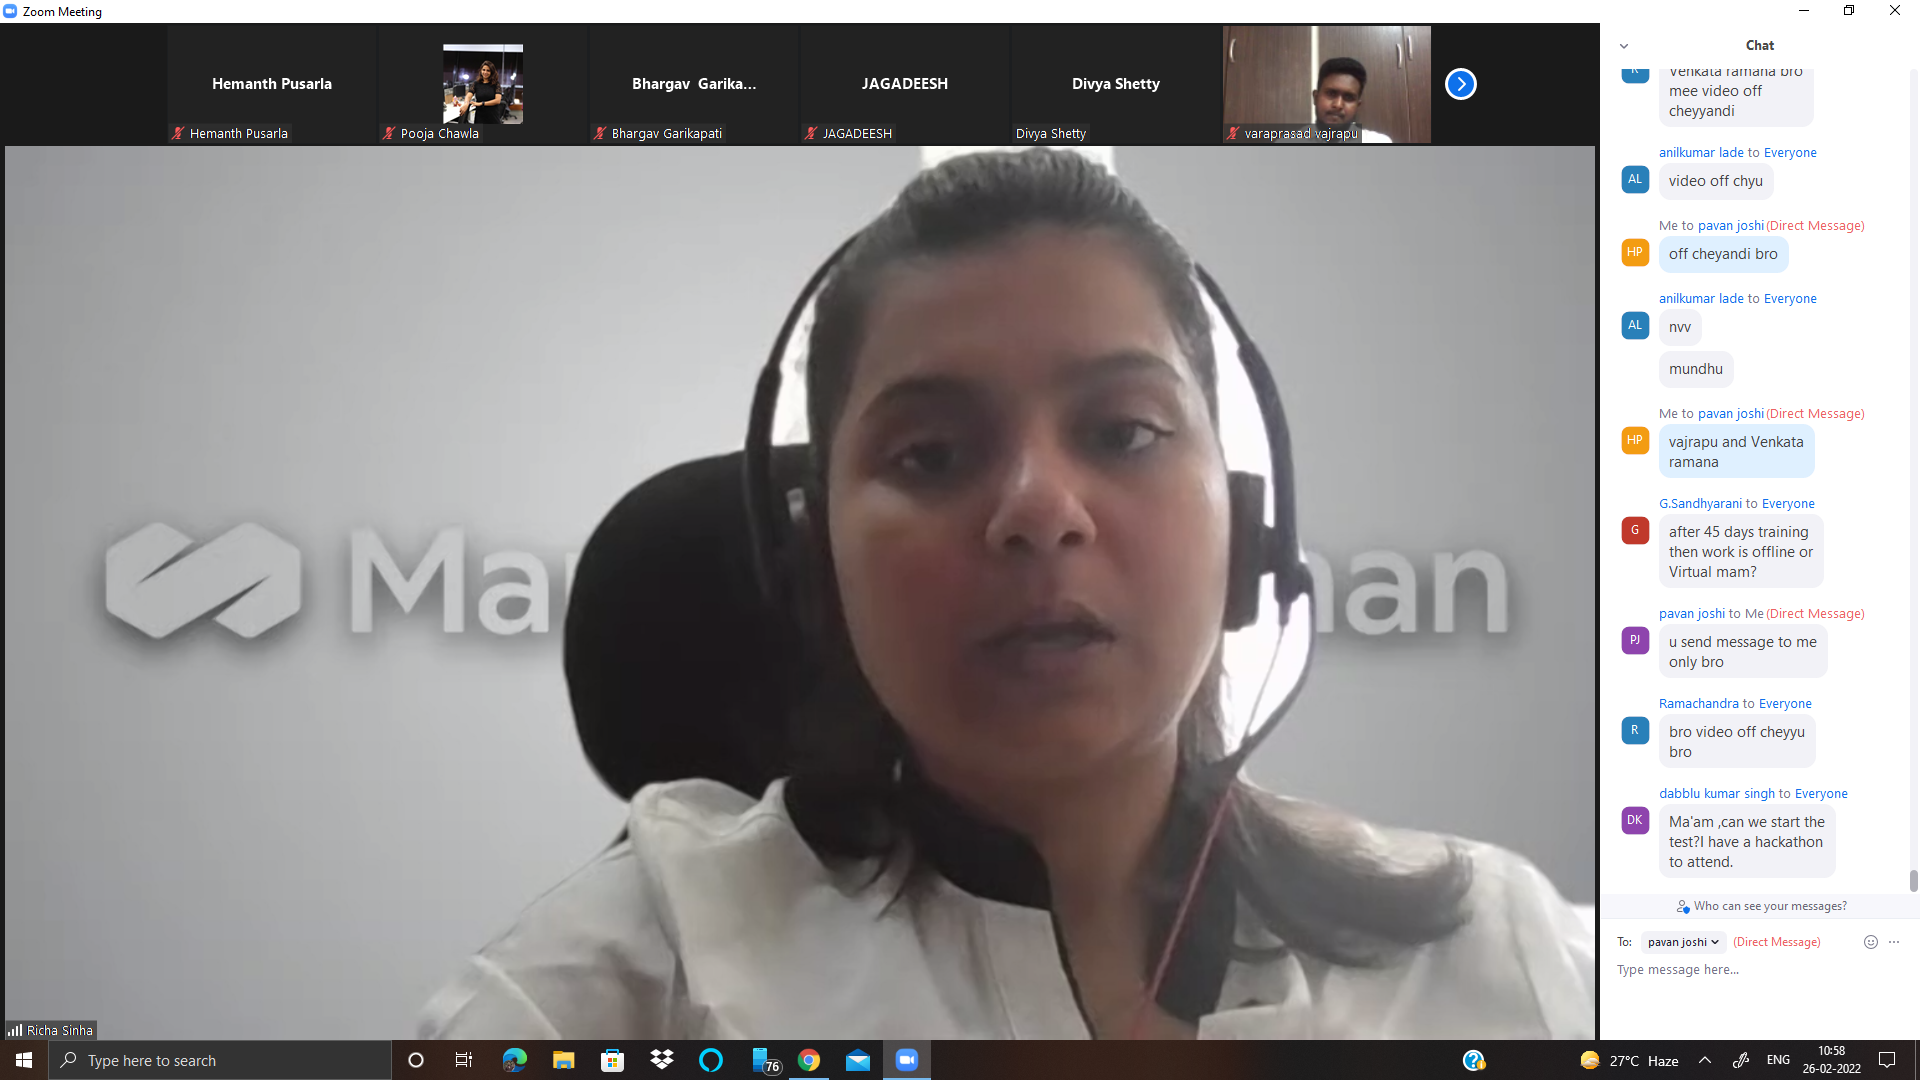 Zoom Meeting
Hemanth Pusarla
Bhargav Garika...
JAGADEESH
Divya Shetty
Hemanth Pusarla
Pooja Chawla
Bhargav Garikapati
JAGADEESH
Divya Shetty
varaprasad vajrapu
Ma
an
Richa Sinha
Chat
R
Venkata ramana bro
mee video off
cheyyandi
anilkumar lade to Everyone
AL
video off chyu
Me to pavan joshi (Direct Message)
HP
off cheyandi bro
anilkumar lade to Everyone
AL
nvv
mundhu
Me to pavan joshi (Direct Message)
HP
vajrapu and Venkata
ramana
G.Sandhyarani to Everyone
G
after 45 days training
then work is offline or
Virtual mam?
pavan joshi to Me (Direct Message)
PJ
u send message to me
only bro
Ramachandra to Everyone
R
bro video off cheyyu
bro
dabblu kumar singh to Everyone
DK
Ma'am ,can we start the
test?I have a hackathon
to attend.
Who can see your messages?
To: pavan joshi (Direct Message)
Type message here...
Type here to search
76
27°C Haze
ENG
10:58
26-02-2022